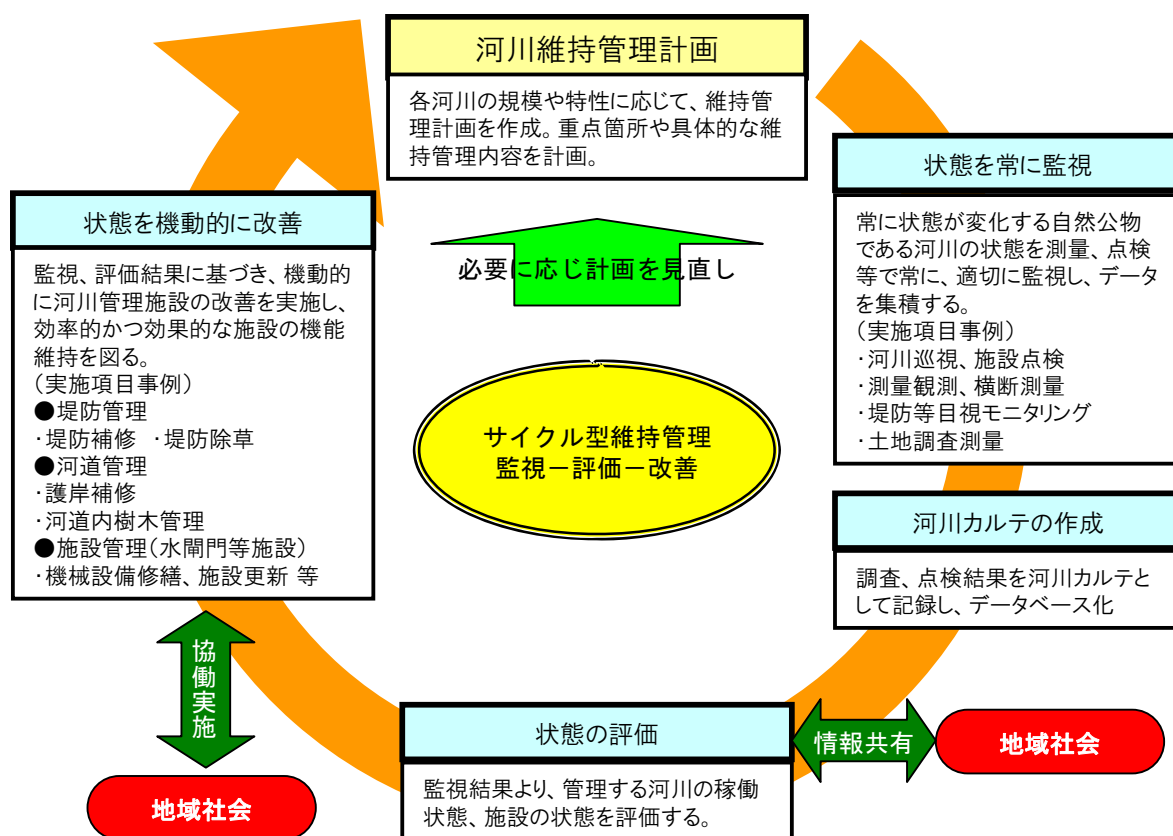 河川維持管理計画
各河川の規模や特性に応じて、維持管
理計画を作成。重点箇所や具体的な維
持管理内容を計画。
状態を常に監視
常に状態が変化する自然公物
である河川の状態を測量、点検
等で常に、適切に監視し、データ
を集積する。
(実施項目事例)
・河川巡視、施設点検
・測量観測、横断測量
・堤防等目視モニタリング
・土地調査測量
河川カルテの作成
調査、点検結果を河川カルテと
して記録し、データベース化
状態の評価
監視結果より、管理する河川の稼働
状態、施設の状態を評価する。
情報共有
地域社会
状態を機動的に改善
監視、評価結果に基づき、機動的
に河川管理施設の改善を実施し、
効率的かつ効果的な施設の機能
維持を図る。
(実施項目事例)
●堤防管理
・堤防補修 ・堤防除草
●河道管理
・護岸補修
・河道内樹木管理
●施設管理(水閘門等施設)
・機械設備修繕、施設更新 等
協働実施
地域社会
必要に応じ計画を見直し
サイクル型維持管理
監視－評価－改善